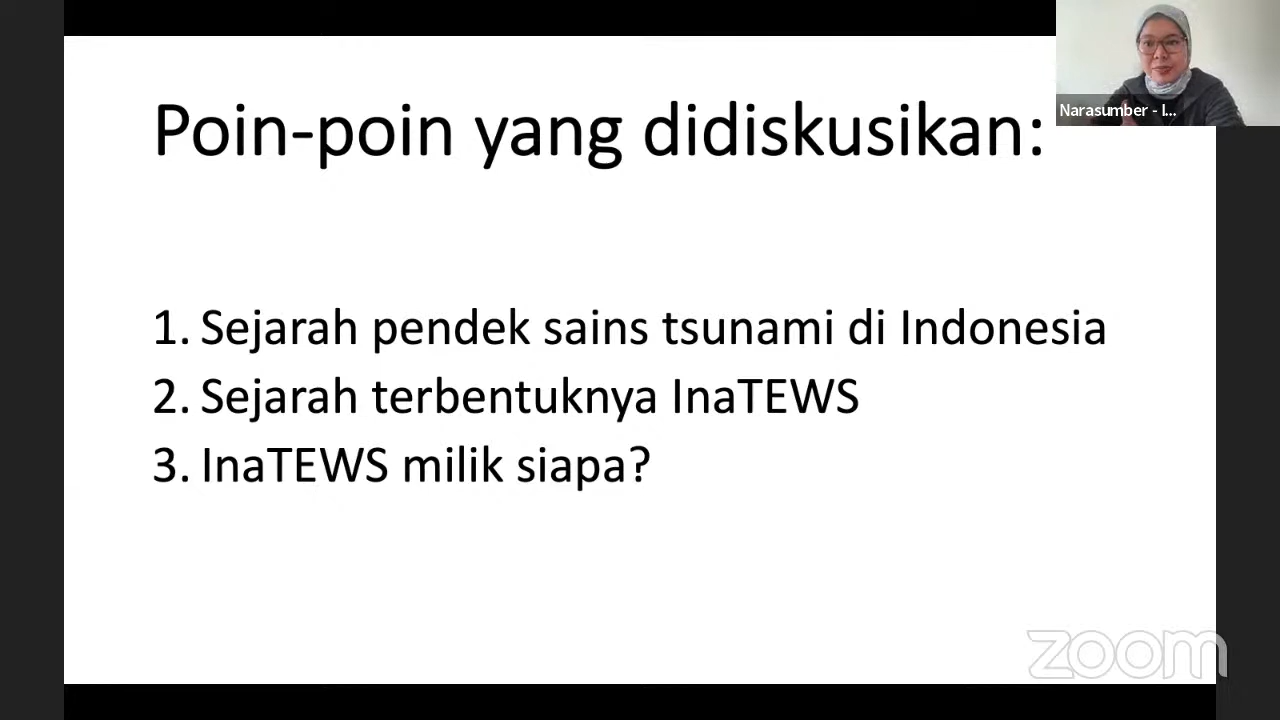 Poin-poin yang didiskusikan:
Narasumber - I...
1. Sejarah pendek sains tsunami di Indonesia
2. Sejarah terbentuknya InaTEWS
3. InaTEWS milik siapa?
zoom